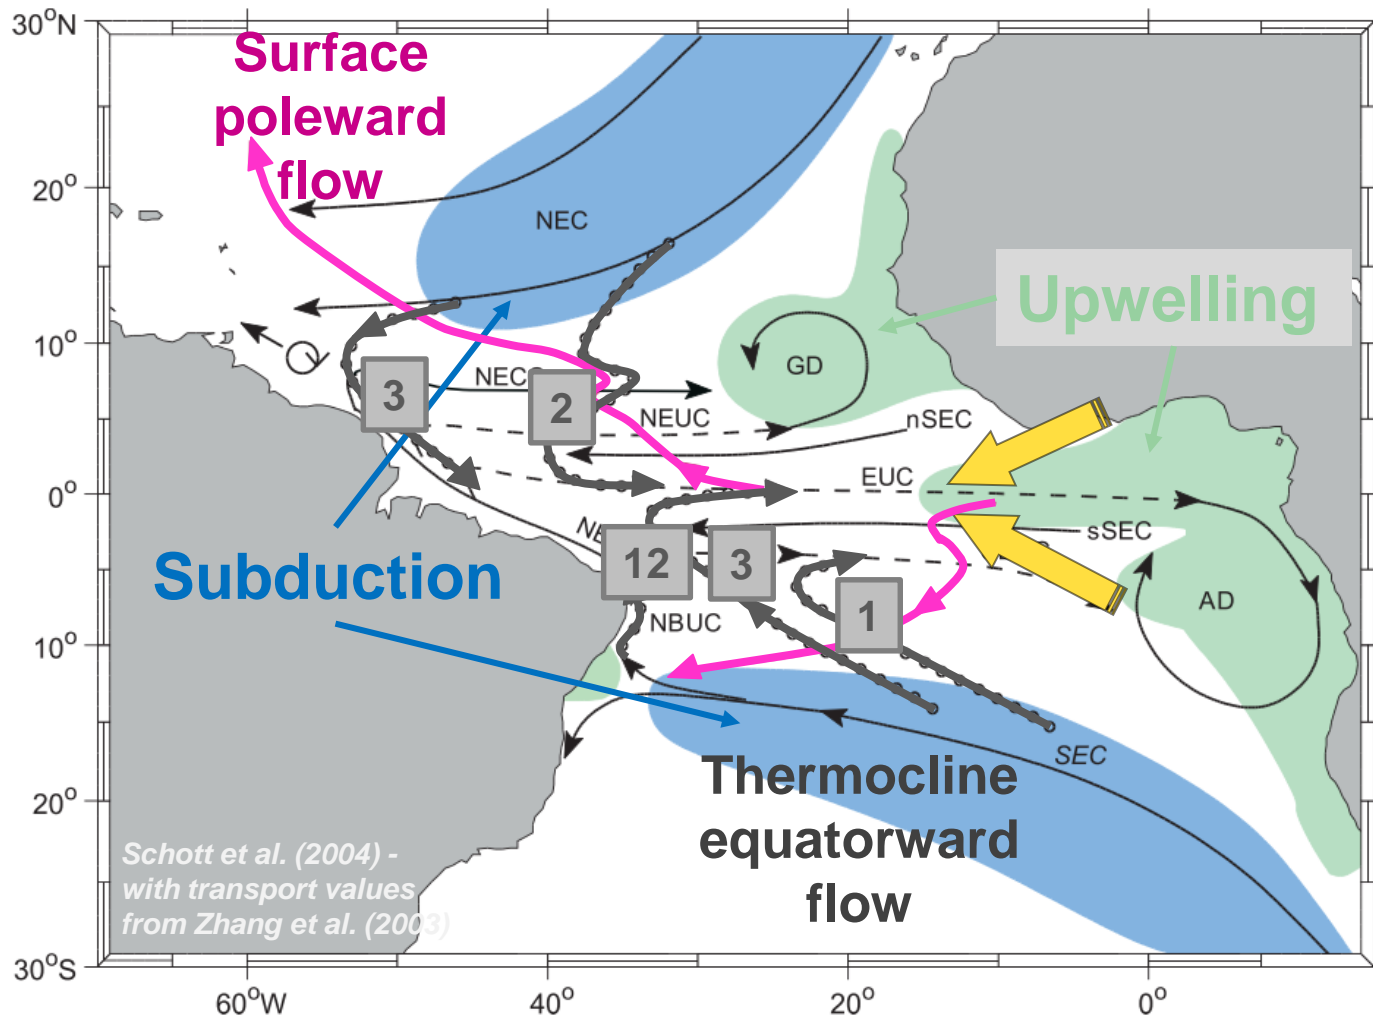 30°N
Surface
poleward
flow
20°
NEC
Upwelling
10°
GD
NEC
3
2
NEUC
nSEC
EUC
0°
sSEC
Subduction
12
3
1
AD
NBUC
10°
SEC
Thermocline
equatorward
flow
20°
Schott et al. (2004) -
with transport values
from Zhang et al. (2003)
30°S
60°W
40°
20°
0°